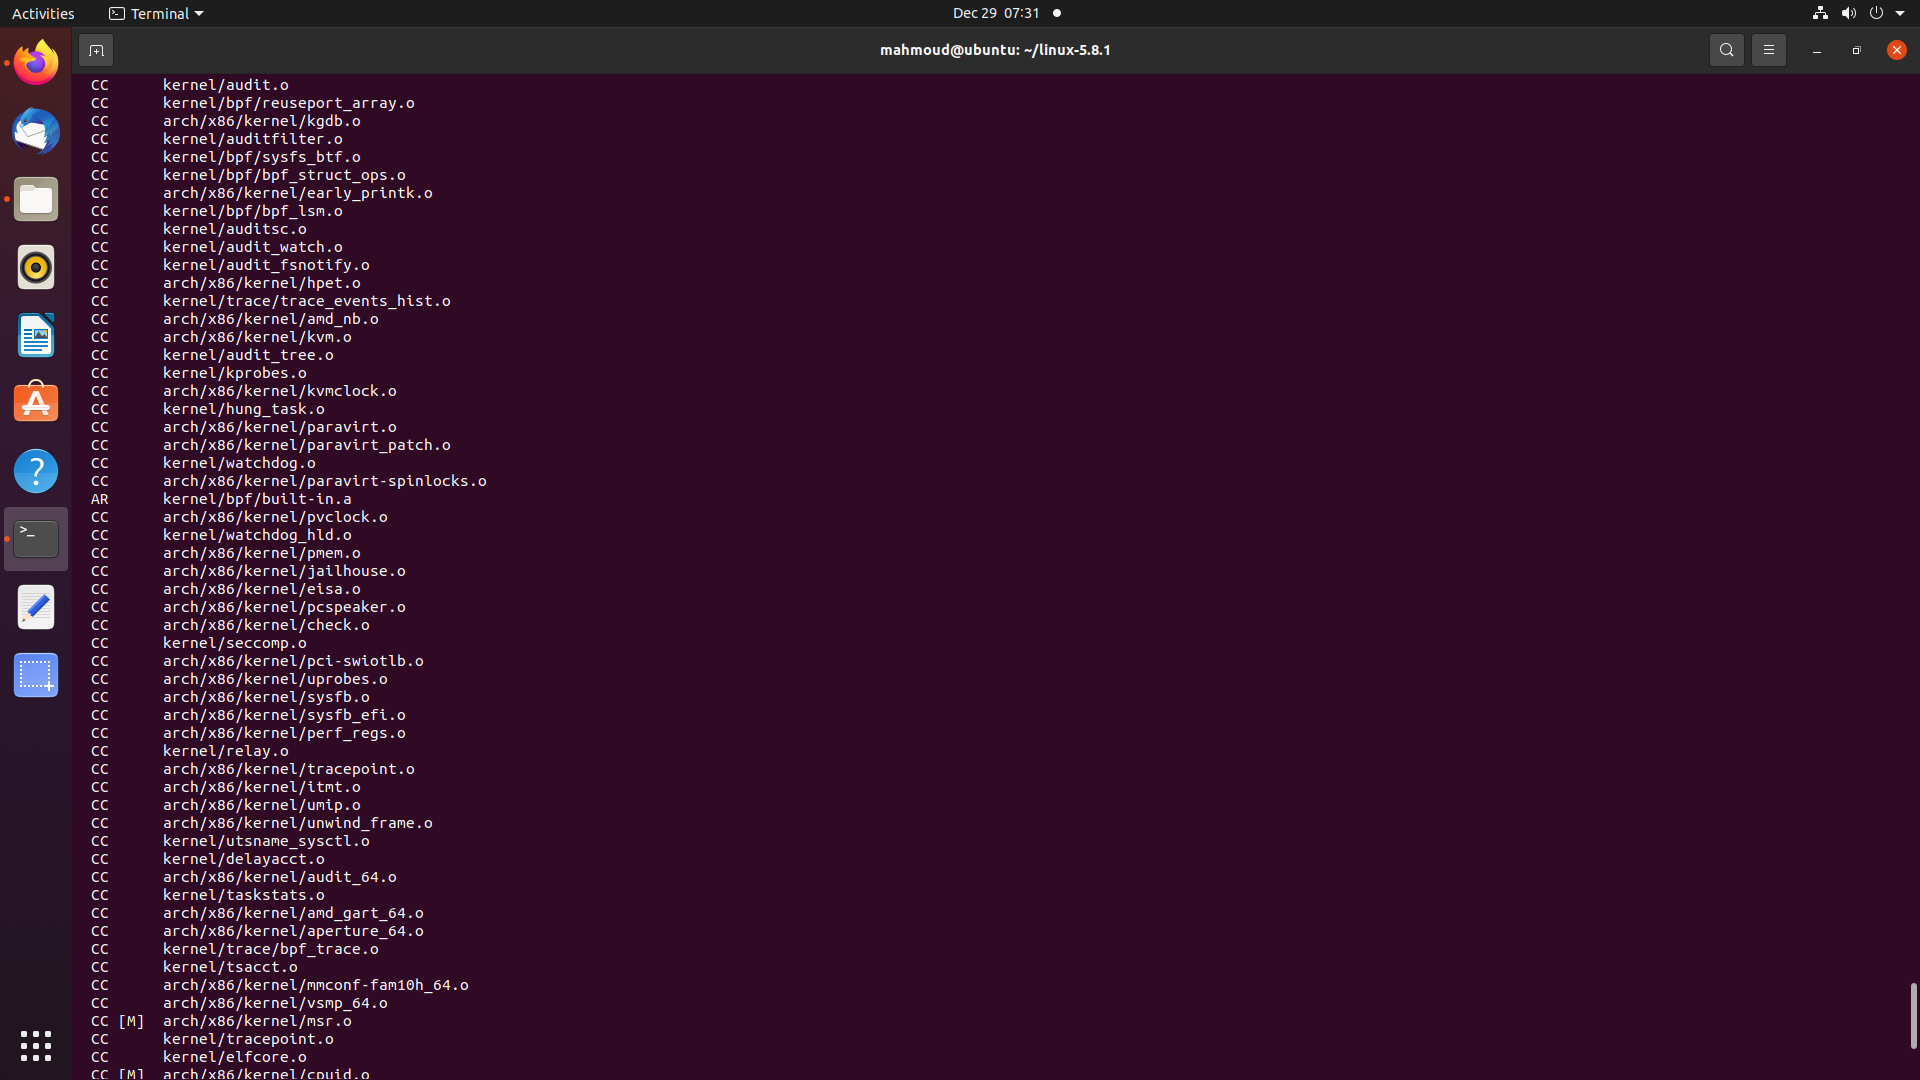 Activities
Terminal
Dec 29 07:31
mahmoud@ubuntu: ~/linux-5.8.1
CC      kernel/audit.o
CC      kernel/bpf/reuseport_array.o
CC      arch/x86/kernel/kgdb.o
CC      kernel/auditfilter.o
CC      kernel/bpf/sysfs_btf.o
CC      kernel/bpf/bpf_struct_ops.o
CC      arch/x86/kernel/early_printk.o
CC      kernel/bpf/bpf_lsm.o
CC      kernel/auditsc.o
CC      kernel/audit_watch.o
CC      kernel/audit_fsnotify.o
CC      arch/x86/kernel/hpet.o
CC      kernel/trace/trace_events_hist.o
CC      arch/x86/kernel/amd_nb.o
CC      arch/x86/kernel/kvm.o
CC      kernel/audit_tree.o
CC      kernel/kprobes.o
CC      arch/x86/kernel/kvmclock.o
CC      kernel/hung_task.o
CC      arch/x86/kernel/paravirt.o
CC      arch/x86/kernel/paravirt_patch.o
CC      kernel/watchdog.o
CC      arch/x86/kernel/paravirt-spinlocks.o
AR      kernel/bpf/built-in.a
CC      arch/x86/kernel/pvclock.o
CC      kernel/watchdog_hld.o
CC      arch/x86/kernel/pmem.o
CC      arch/x86/kernel/jailhouse.o
CC      arch/x86/kernel/eisa.o
CC      arch/x86/kernel/pcspeaker.o
CC      arch/x86/kernel/check.o
CC      kernel/seccomp.o
CC      arch/x86/kernel/pci-swiotlb.o
CC      arch/x86/kernel/uprobes.o
CC      arch/x86/kernel/sysfb.o
CC      arch/x86/kernel/sysfb_efi.o
CC      arch/x86/kernel/perf_regs.o
CC      kernel/relay.o
CC      arch/x86/kernel/tracepoint.o
CC      arch/x86/kernel/itmt.o
CC      arch/x86/kernel/umip.o
CC      arch/x86/kernel/unwind_frame.o
CC      kernel/utsname_sysctl.o
CC      kernel/delayacct.o
CC      arch/x86/kernel/audit_64.o
CC      kernel/taskstats.o
CC      arch/x86/kernel/amd_gart_64.o
CC      arch/x86/kernel/aperture_64.o
CC      kernel/trace/bpf_trace.o
CC      kernel/tsacct.o
CC      arch/x86/kernel/mmconf-fam10h_64.o
CC      arch/x86/kernel/vsmp_64.o
CC [M]  arch/x86/kernel/msr.o
CC      kernel/tracepoint.o
CC      kernel/elfcore.o
CC [M]  arch/x86/kernel/cpuid.o